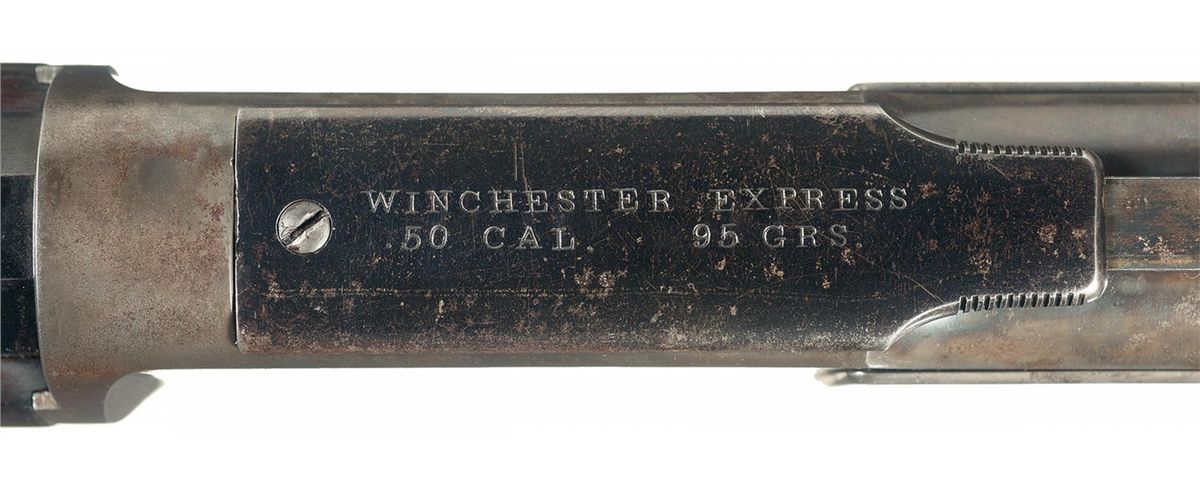 WINCHESTER EXPRESS
.50 CAL. 95 GRS.